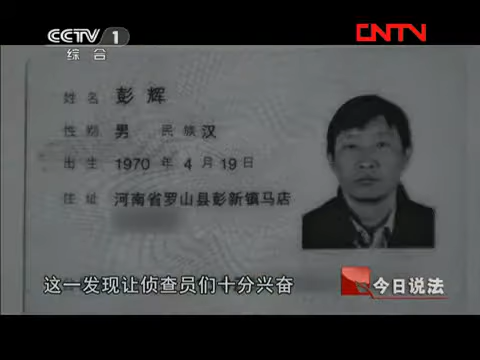 CCTV 1
CNTV
综合
姓名 彭辉
性别 男 民族 汉
出生 1970 年 4 月 19 日
住址 河南省罗山县彭新镇马店
这一发现让侦查员们十分兴奋
今日说法